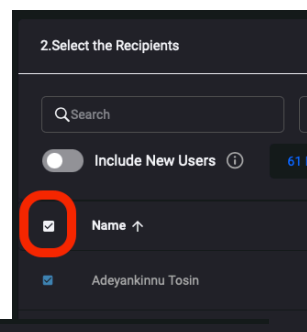 2.Select the Recipients
Search
Include New Users
61
Name ↑
Adeyankinnu Tosin